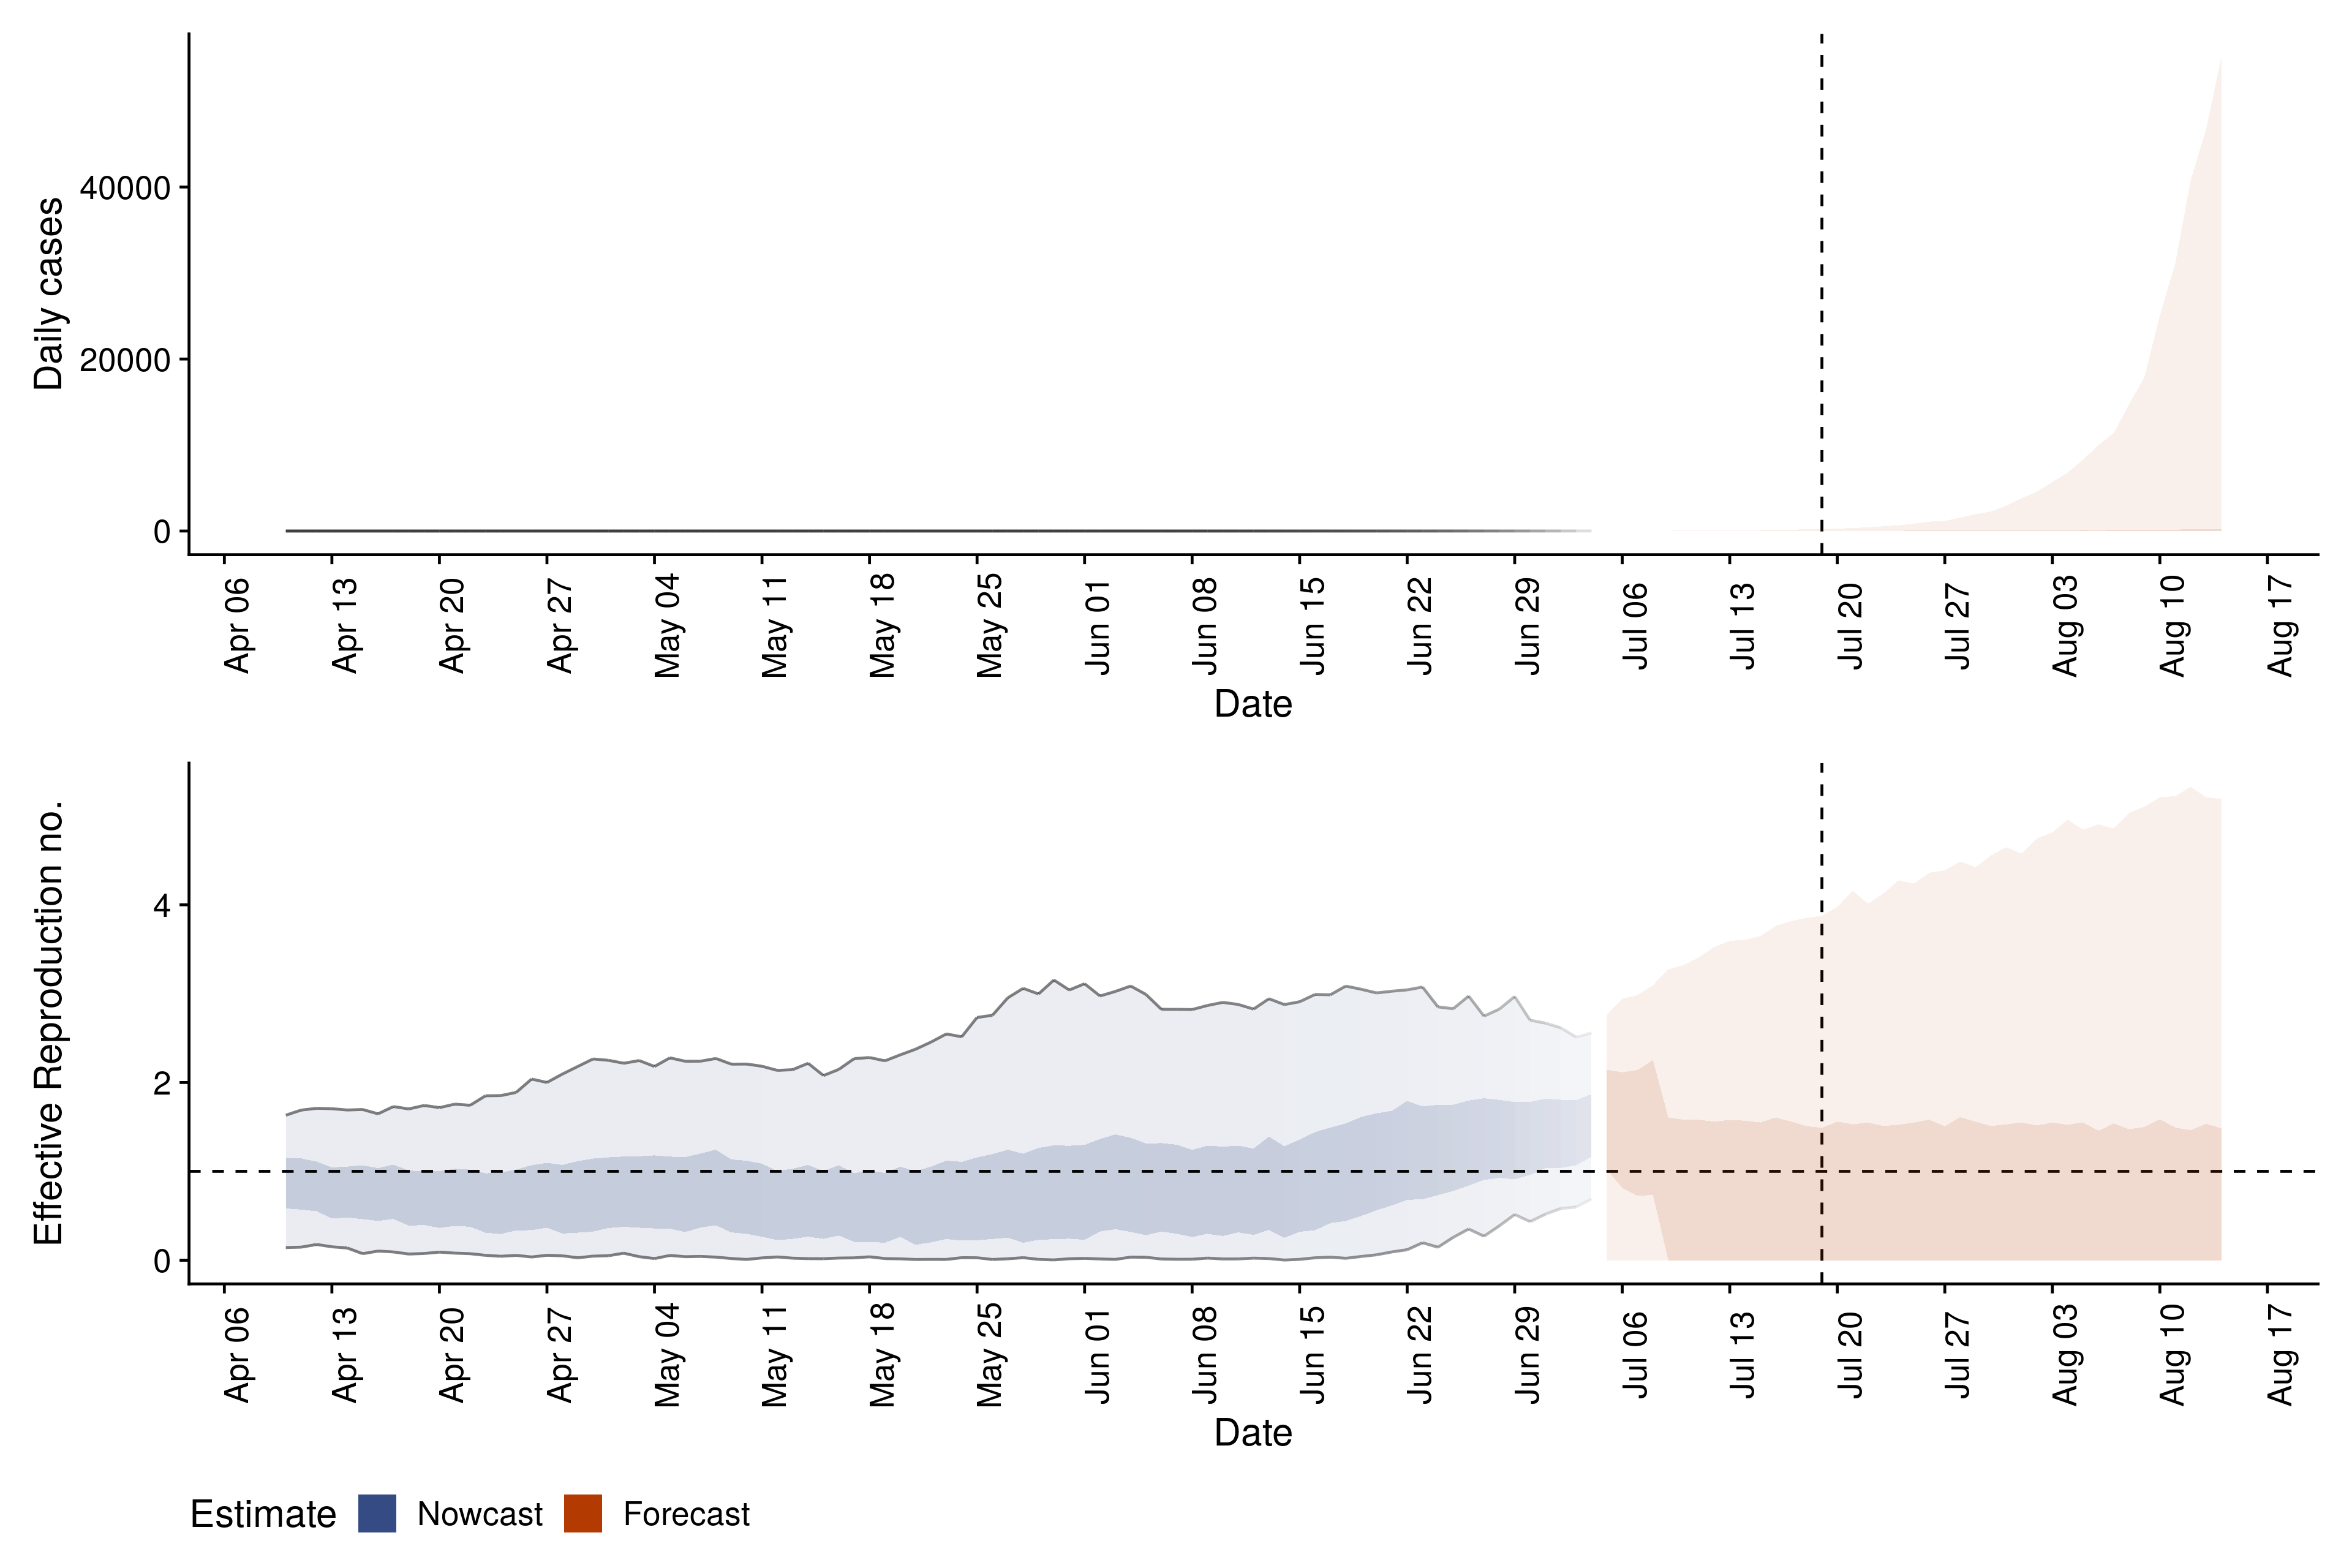 Daily cases
40000
20000
0
Apr 06
Apr 13
Apr 20
Apr 27
May 04
May 11
May 18
May 25
Jun 01
Jun 08
Jun 15
Jun 22
Jun 29
Jul 06
Jul 13
Jul 20
Jul 27
Aug 03
Aug 10
Aug 17
Date
Effective Reproduction no.
4
2
0
Apr 06
Apr 13
Apr 20
Apr 27
May 04
May 11
May 18
May 25
Jun 01
Jun 08
Jun 15
Jun 22
Jun 29
Jul 06
Jul 13
Jul 20
Jul 27
Aug 03
Aug 10
Aug 17
Date
Estimate Nowcast Forecast